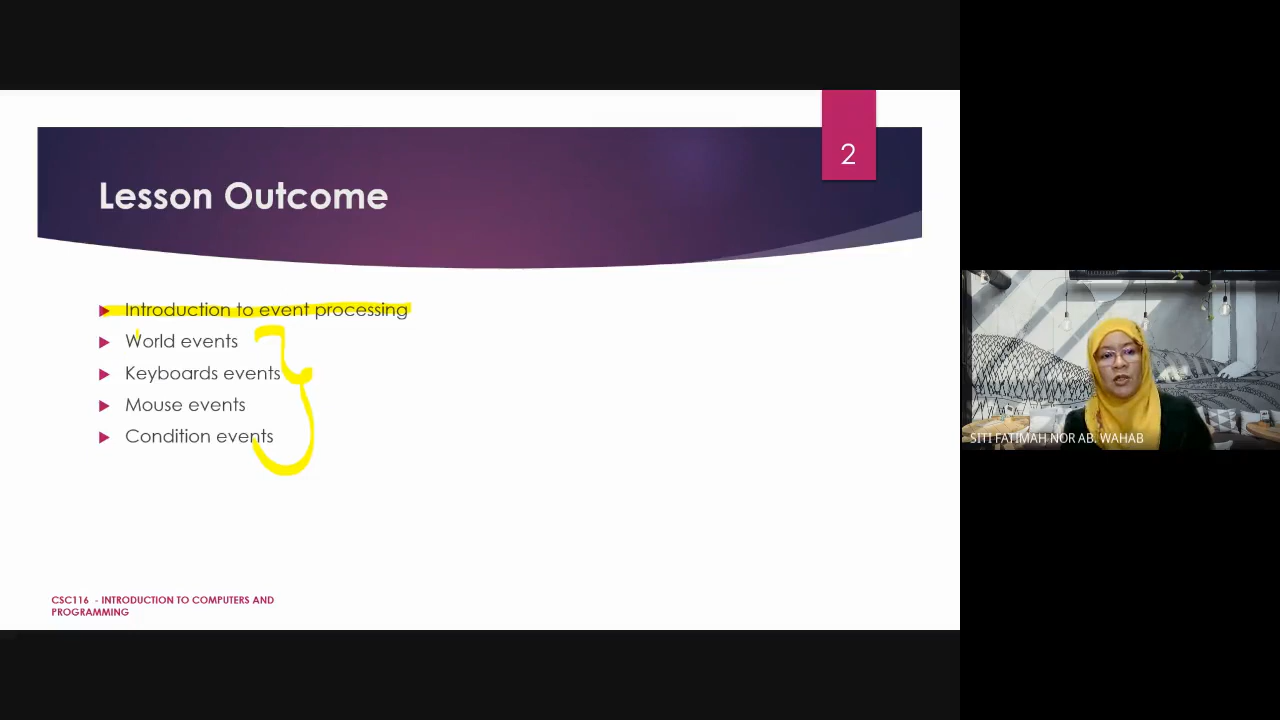 2
Lesson Outcome
Introduction to event processing
World events
Keyboards events
Mouse events
Condition events
CSC116 - INTRODUCTION TO COMPUTERS AND
PROGRAMMING
SITI FATIMAH NOR AB. WAHAB